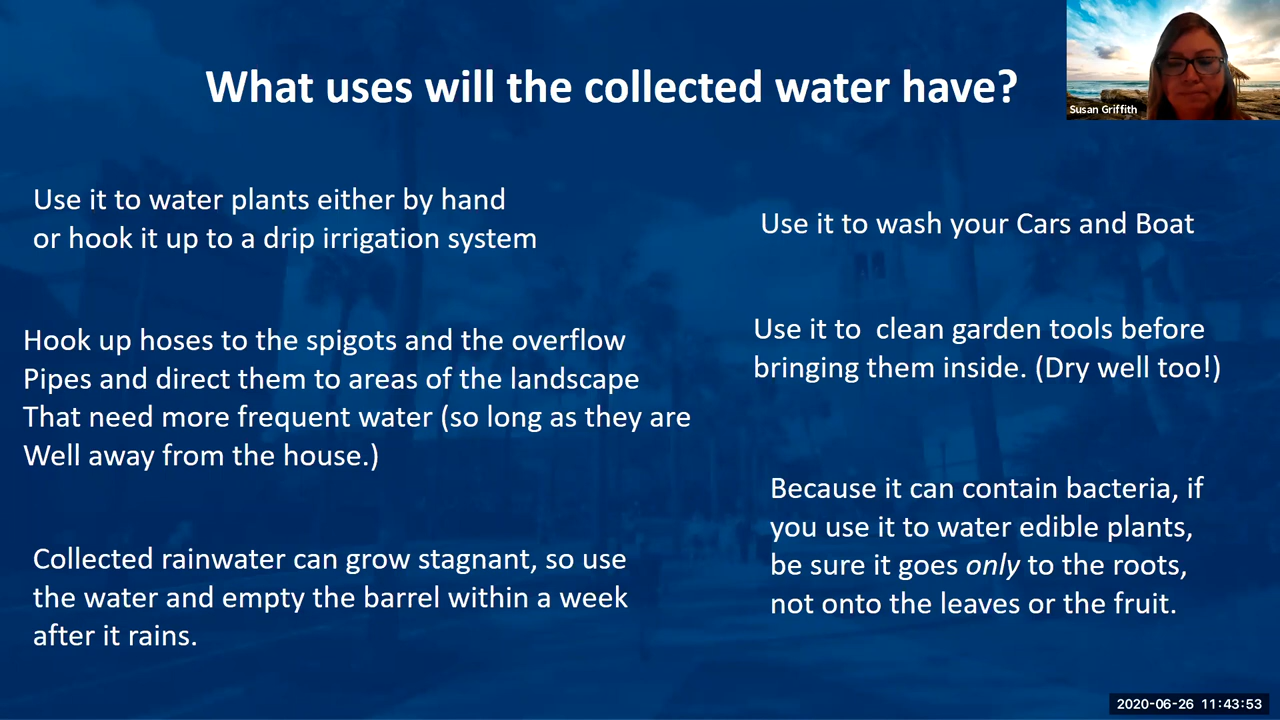 What uses will the collected water have?
Susan Griffith
Use it to water plants either by hand
or hook it up to a drip irrigation system
Hook up hoses to the spigots and the overflow
Pipes and direct them to areas of the landscape
That need more frequent water (so long as they are
Well away from the house.)
Collected rainwater can grow stagnant, so use
the water and empty the barrel within a week
after it rains.
Use it to wash your Cars and Boat
Use it to  clean garden tools before
bringing them inside. (Dry well too!)
Because it can contain bacteria, if
you use it to water edible plants,
be sure it goes only to the roots,
not onto the leaves or the fruit.
2020-06-26 11:43:53